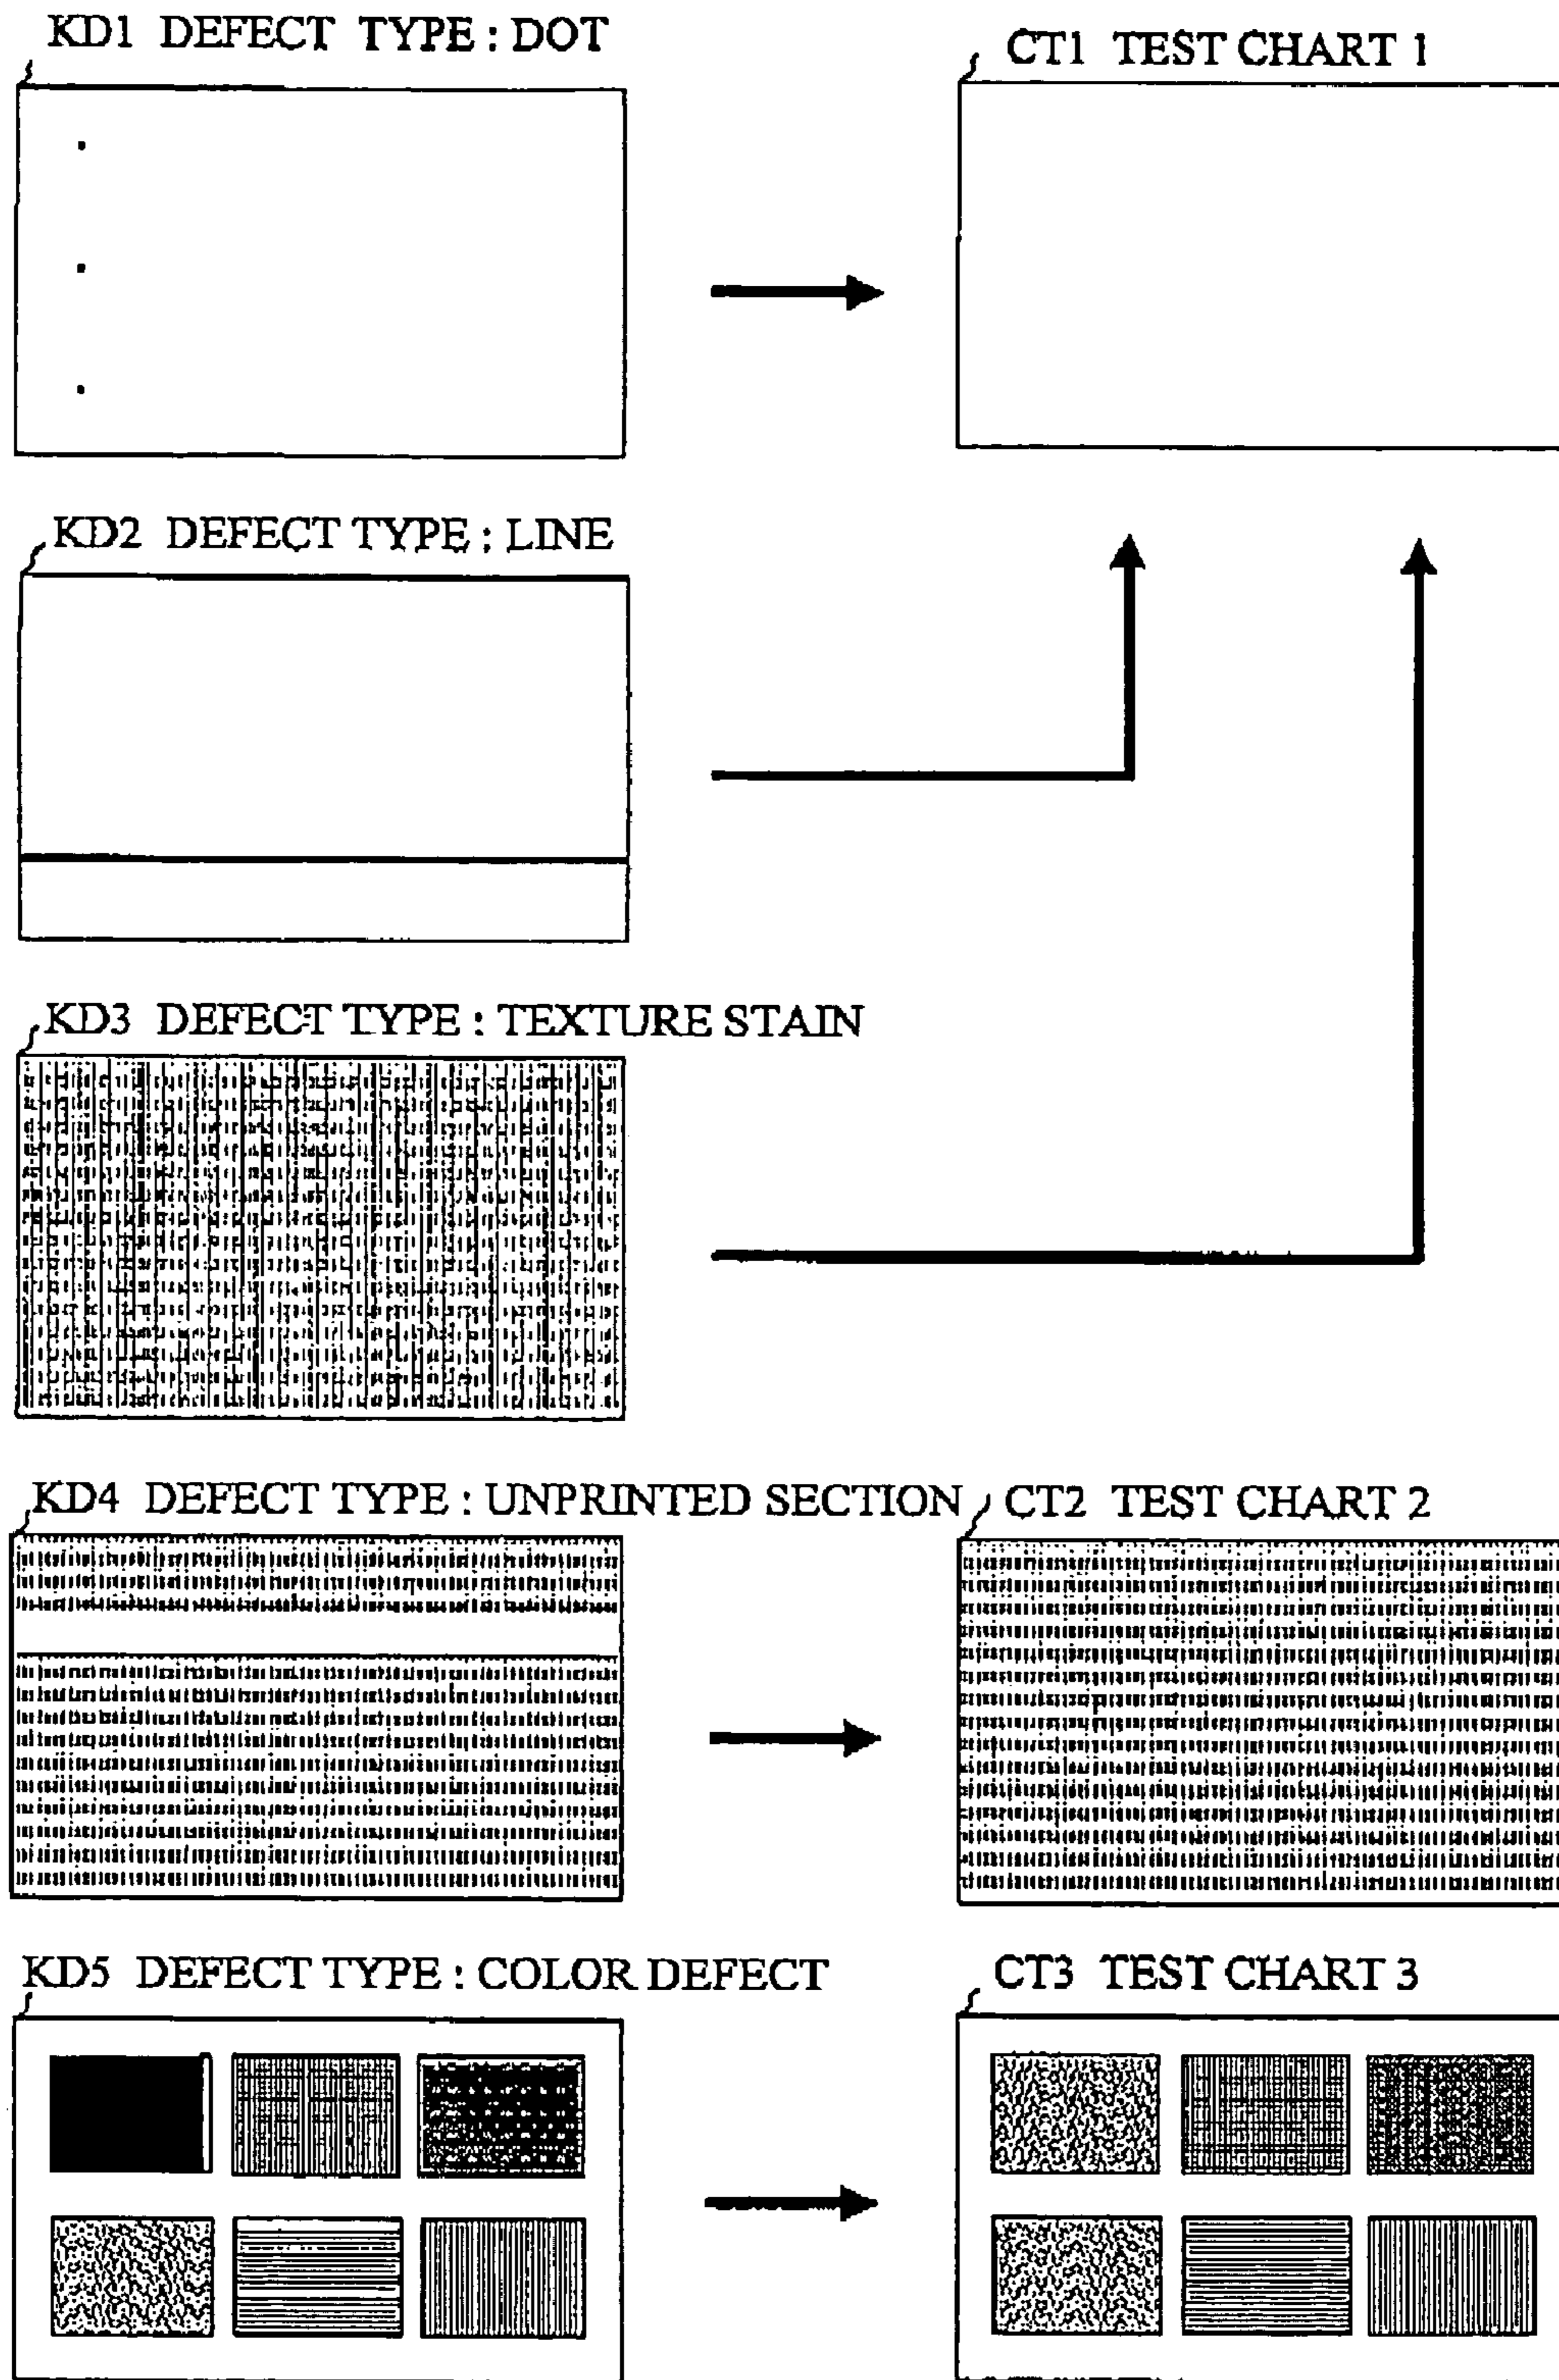 KD1 DEFECT TYPE : DOT
CT1 TEST CHART 1
KD2 DEFECT TYPE : LINE
KD3 DEFECT TYPE : TEXTURE STAIN
KD4 DEFECT TYPE : UNPRINTED SECTION
CT2 TEST CHART 2
KD5 DEFECT TYPE : COLOR DEFECT
CT3 TEST CHART 3